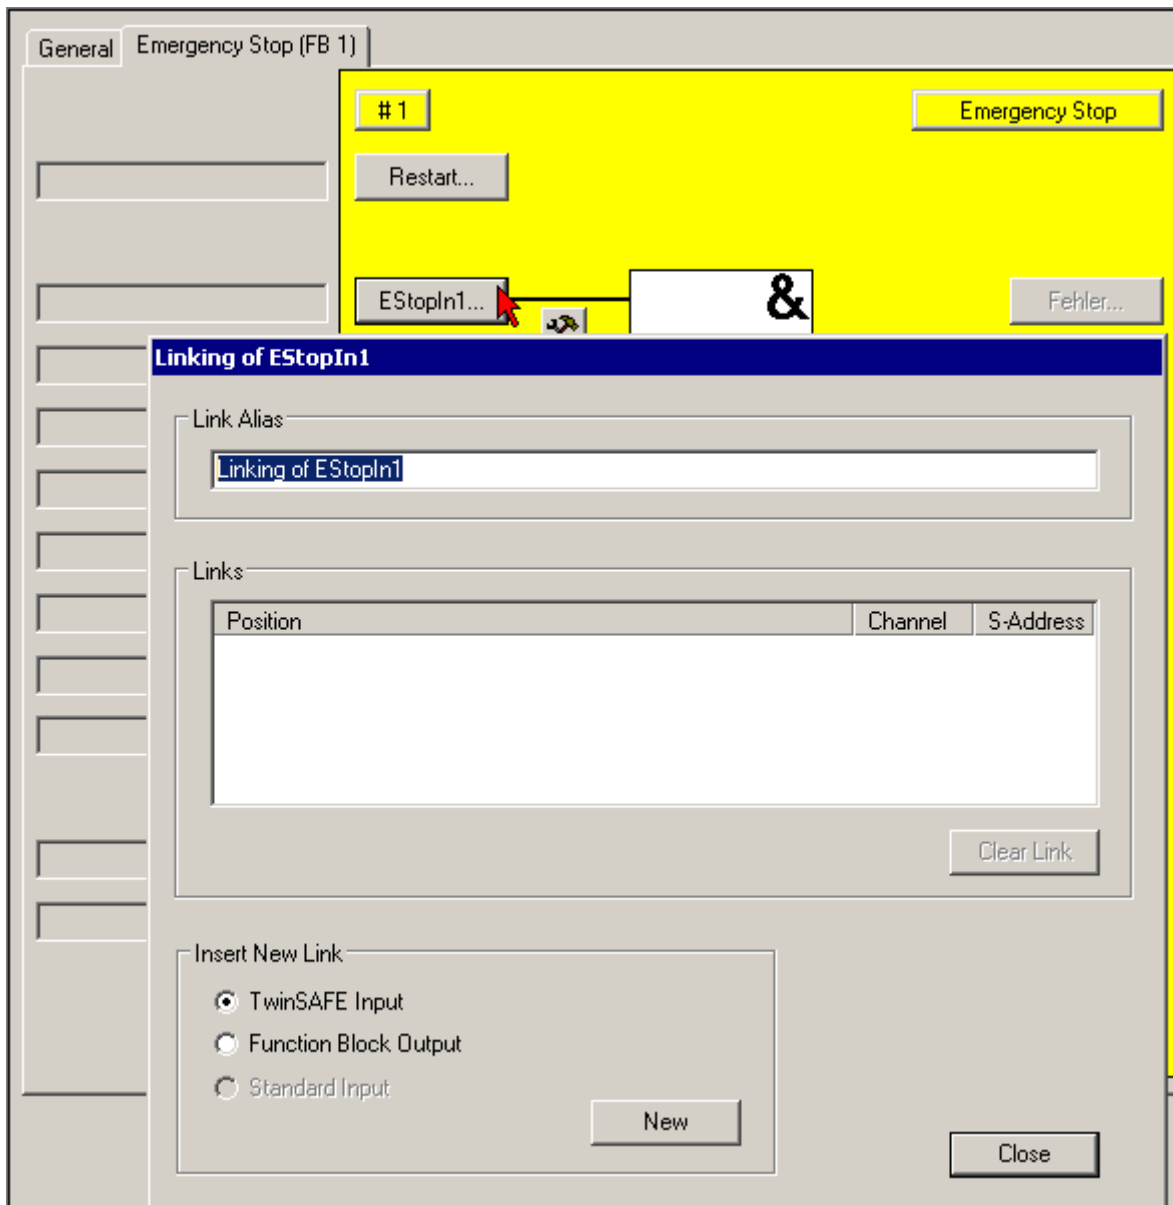 General
Emergency Stop (FB 1)
# 1
Emergency Stop
Restart...
EStopIn1...
&
Fehler...
Linking of EStopIn1
Link Alias
Linking of EStopIn1
Links
Position Channel S-Address
Clear Link
Insert New Link
TwinSAFE Input
Function Block Output
Standard Input
New
Close